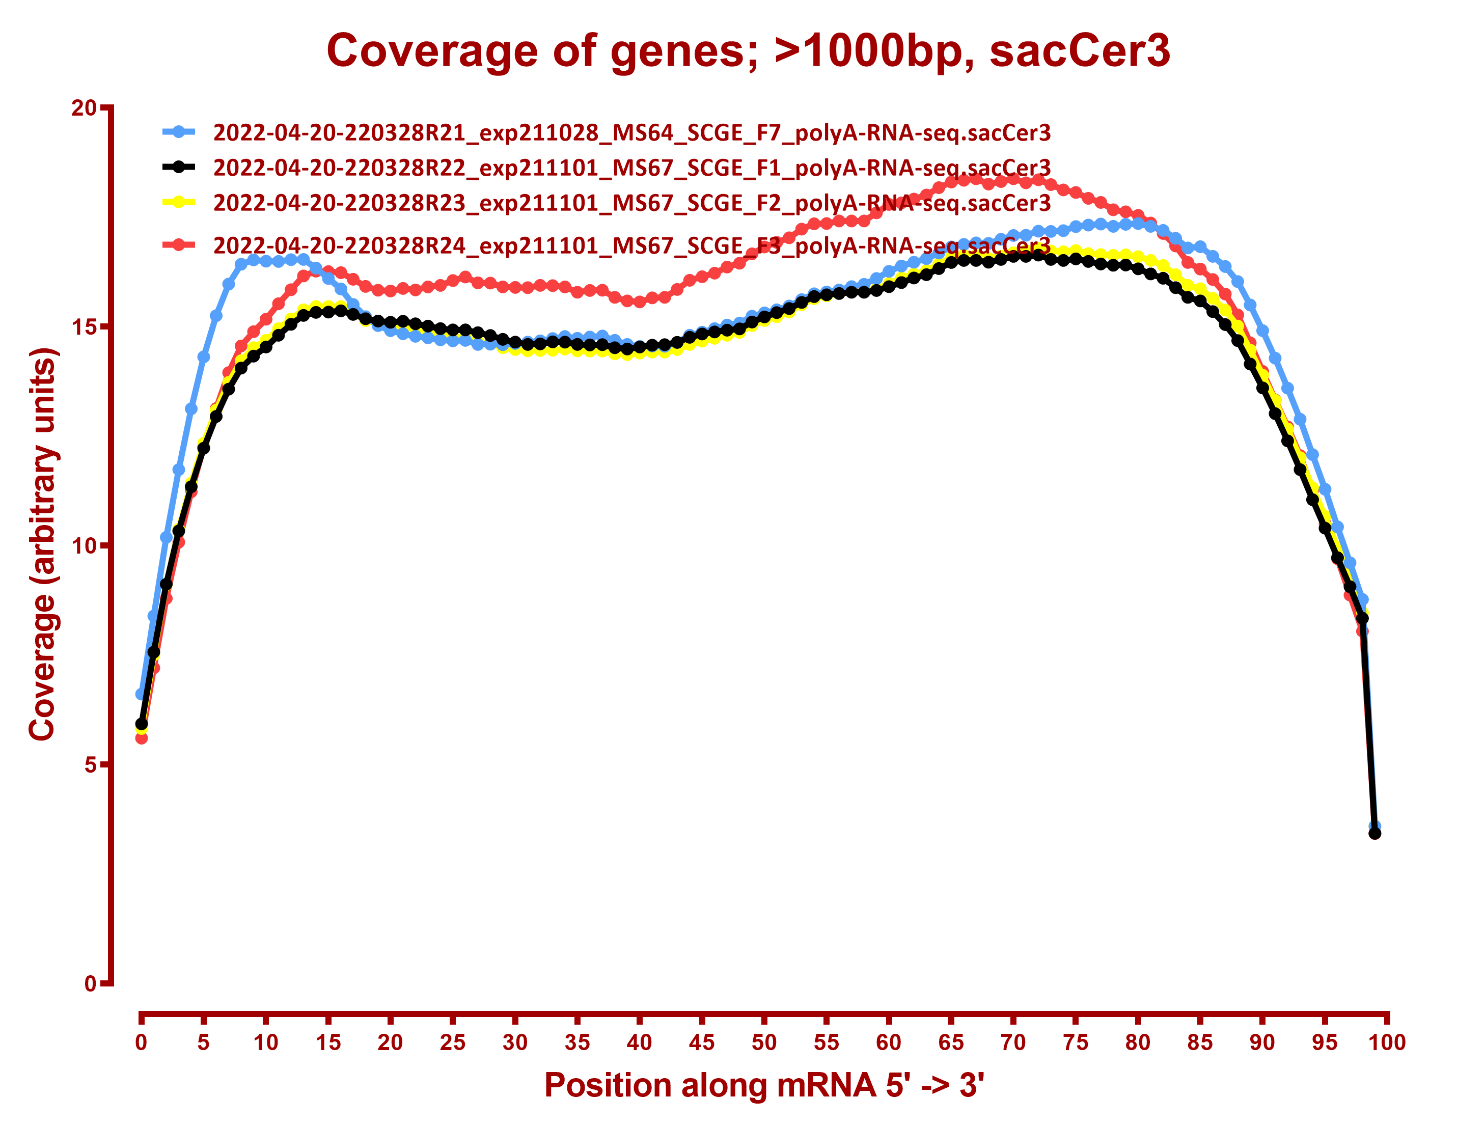 Coverage of genes; >1000bp, sacCer3
20
2022-04-20-220328R21_exp211028_MS64_SCGE_F7_polyA-RNA-seq.sacCer3
2022-04-20-220328R22_exp211101_MS67_SCGE_F1_polyA-RNA-seq.sacCer3
2022-04-20-220328R23_exp211101_MS67_SCGE_F2_polyA-RNA-seq.sacCer3
2022-04-20-220328R24_exp211101_MS67_SCGE_F3_polyA-RNA-seq.sacCer3
15
10
5
0
Coverage (arbitrary units)
0 5 10 15 20 25 30 35 40 45 50 55 60 65 70 75 80 85 90 95 100
Position along mRNA 5' -> 3'